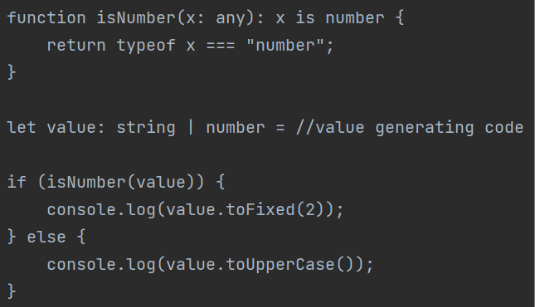 function isNumber(x: any): x is number {
    return typeof x === "number";
}

let value: string | number = //value generating code

if (isNumber(value)) {
    console.log(value.toFixed(2));
} else {
    console.log(value.toUpperCase());
}